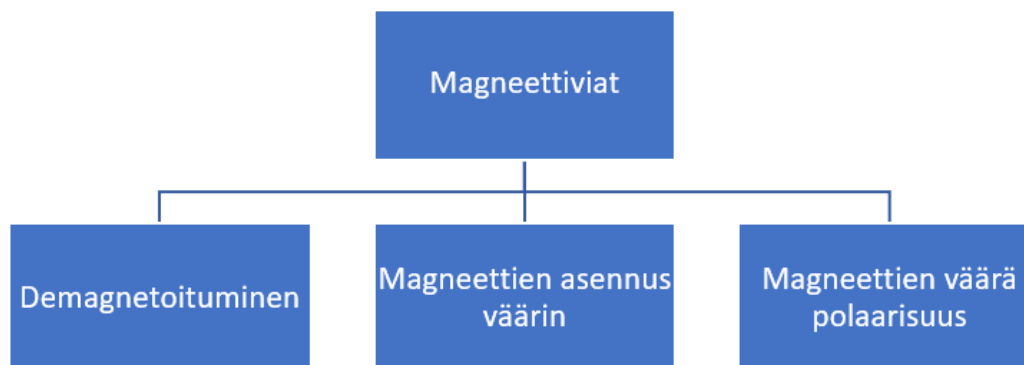 Magneettiviat
Demagnetoituminen
Magneettien asennus
väärin
Magneettien väärä
polaarisuus